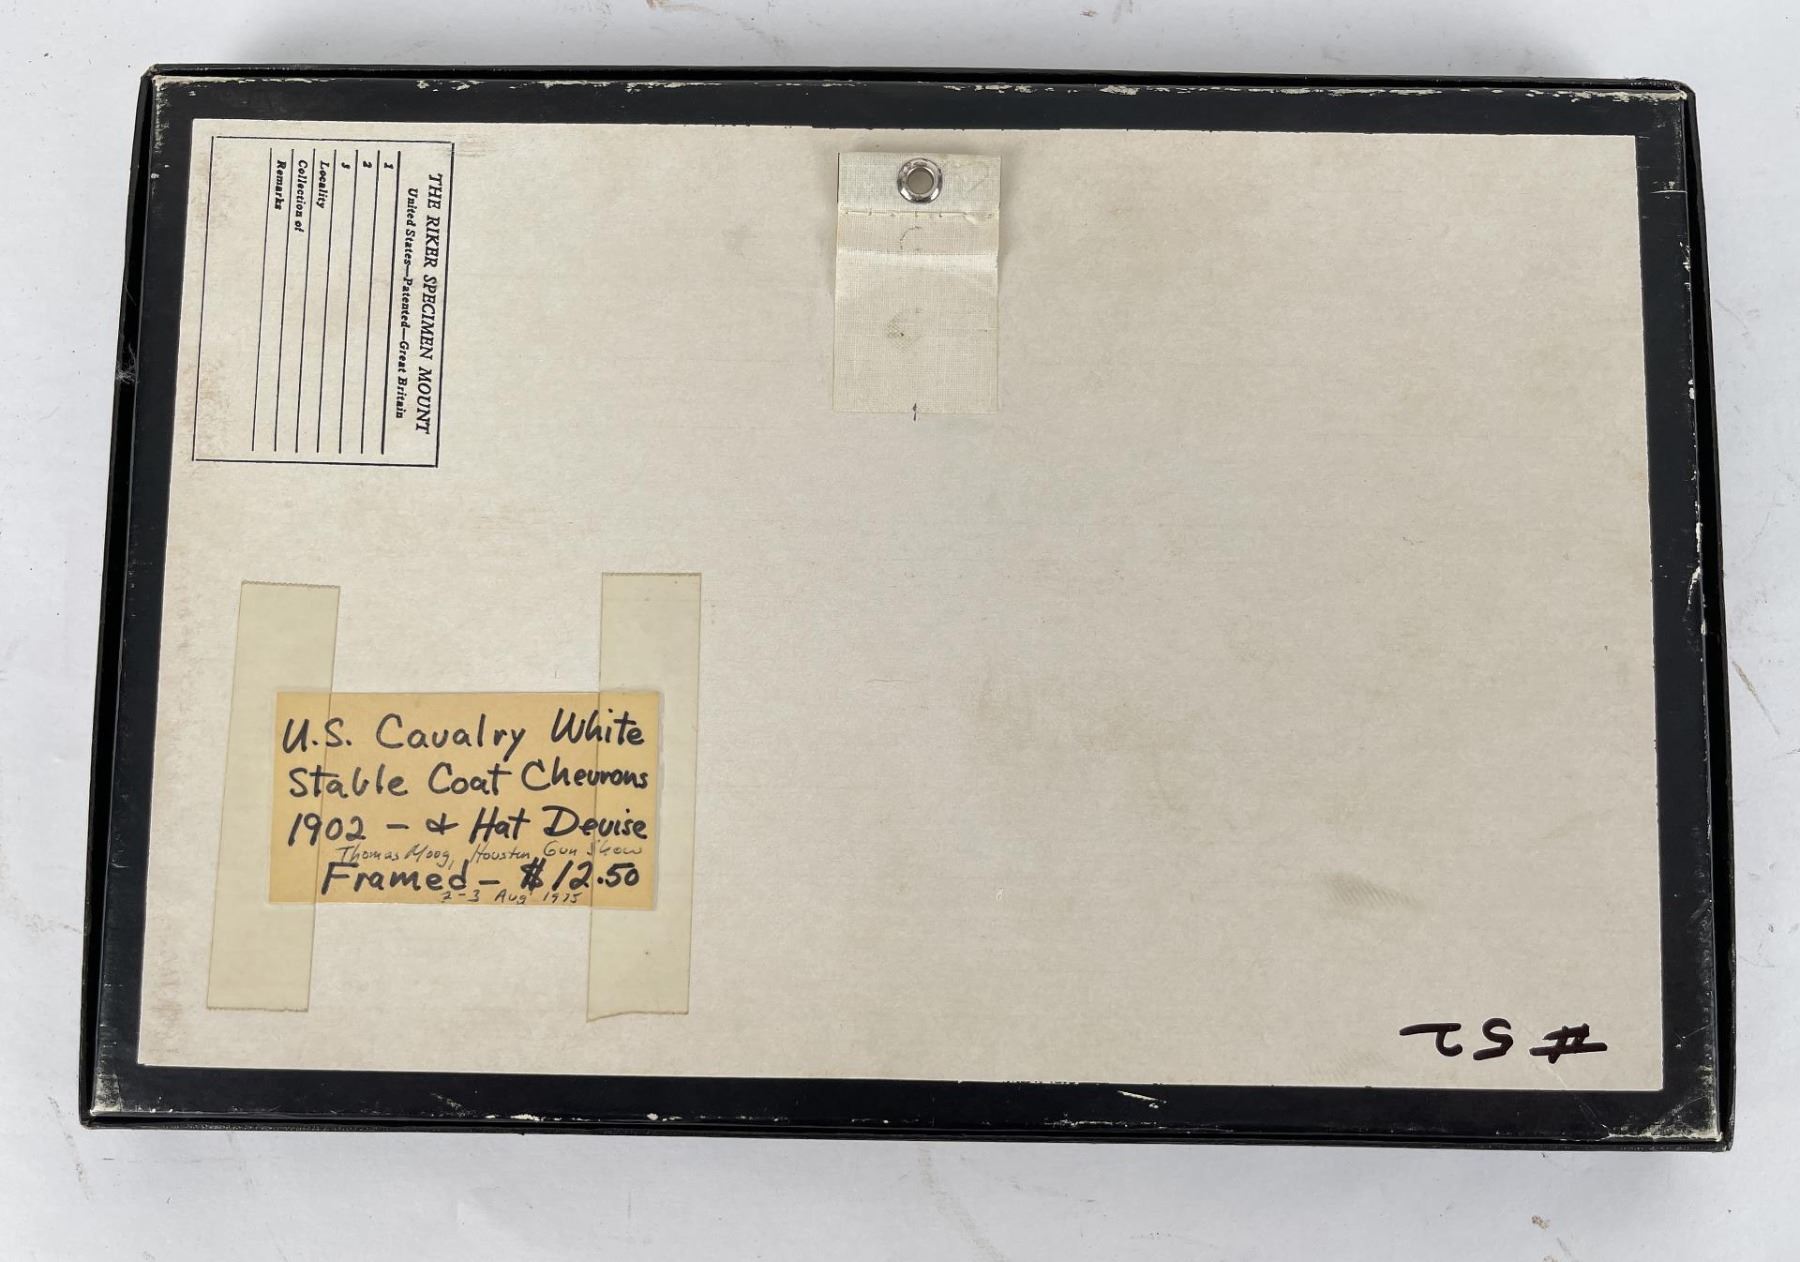 THE RIKER SPECIMEN MOUNT
United States—Patented—Great Britain
1
2
3
Locality
Collection of
Remarks
U.S. Cavalry White
Stable Coat Chevrons
1902 - & Hat Devise
Thomas Moog, Houston Gun Show
Framed - $12.50
2-3 Aug 1975
#52